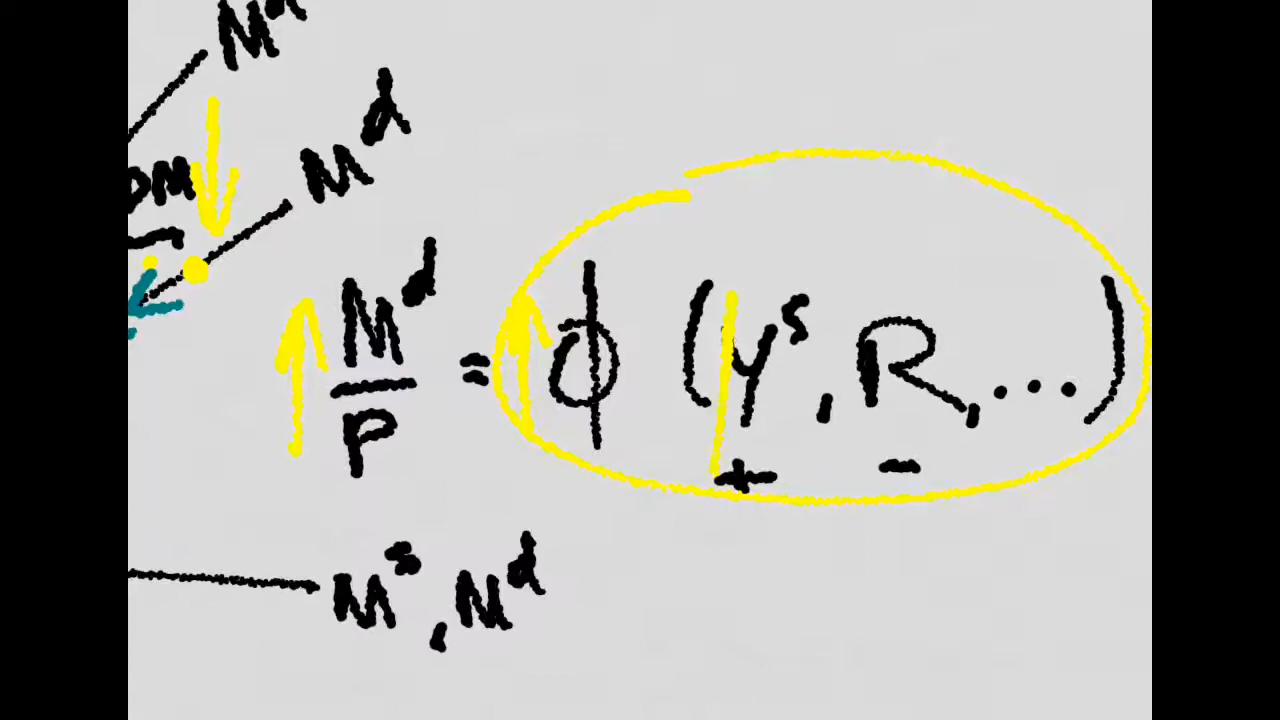 M^d
M^d
DM
M^d/P = φ (Y^s, R, ...)
+ −
M^s, M^d